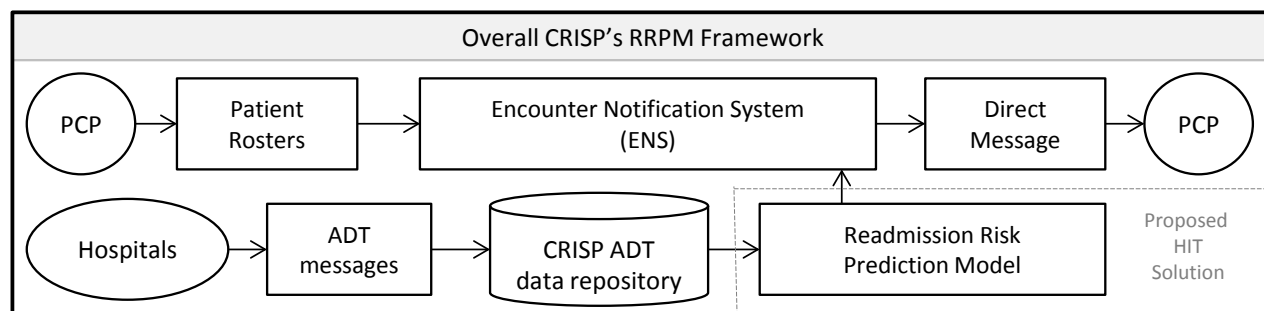 Overall CRISP's RRPM Framework
PCP
Patient
Rosters
Encounter Notification System
(ENS)
Direct
Message
PCP
Hospitals
ADT
messages
CRISP ADT
data repository
Readmission Risk
Prediction Model
Proposed
HIT
Solution